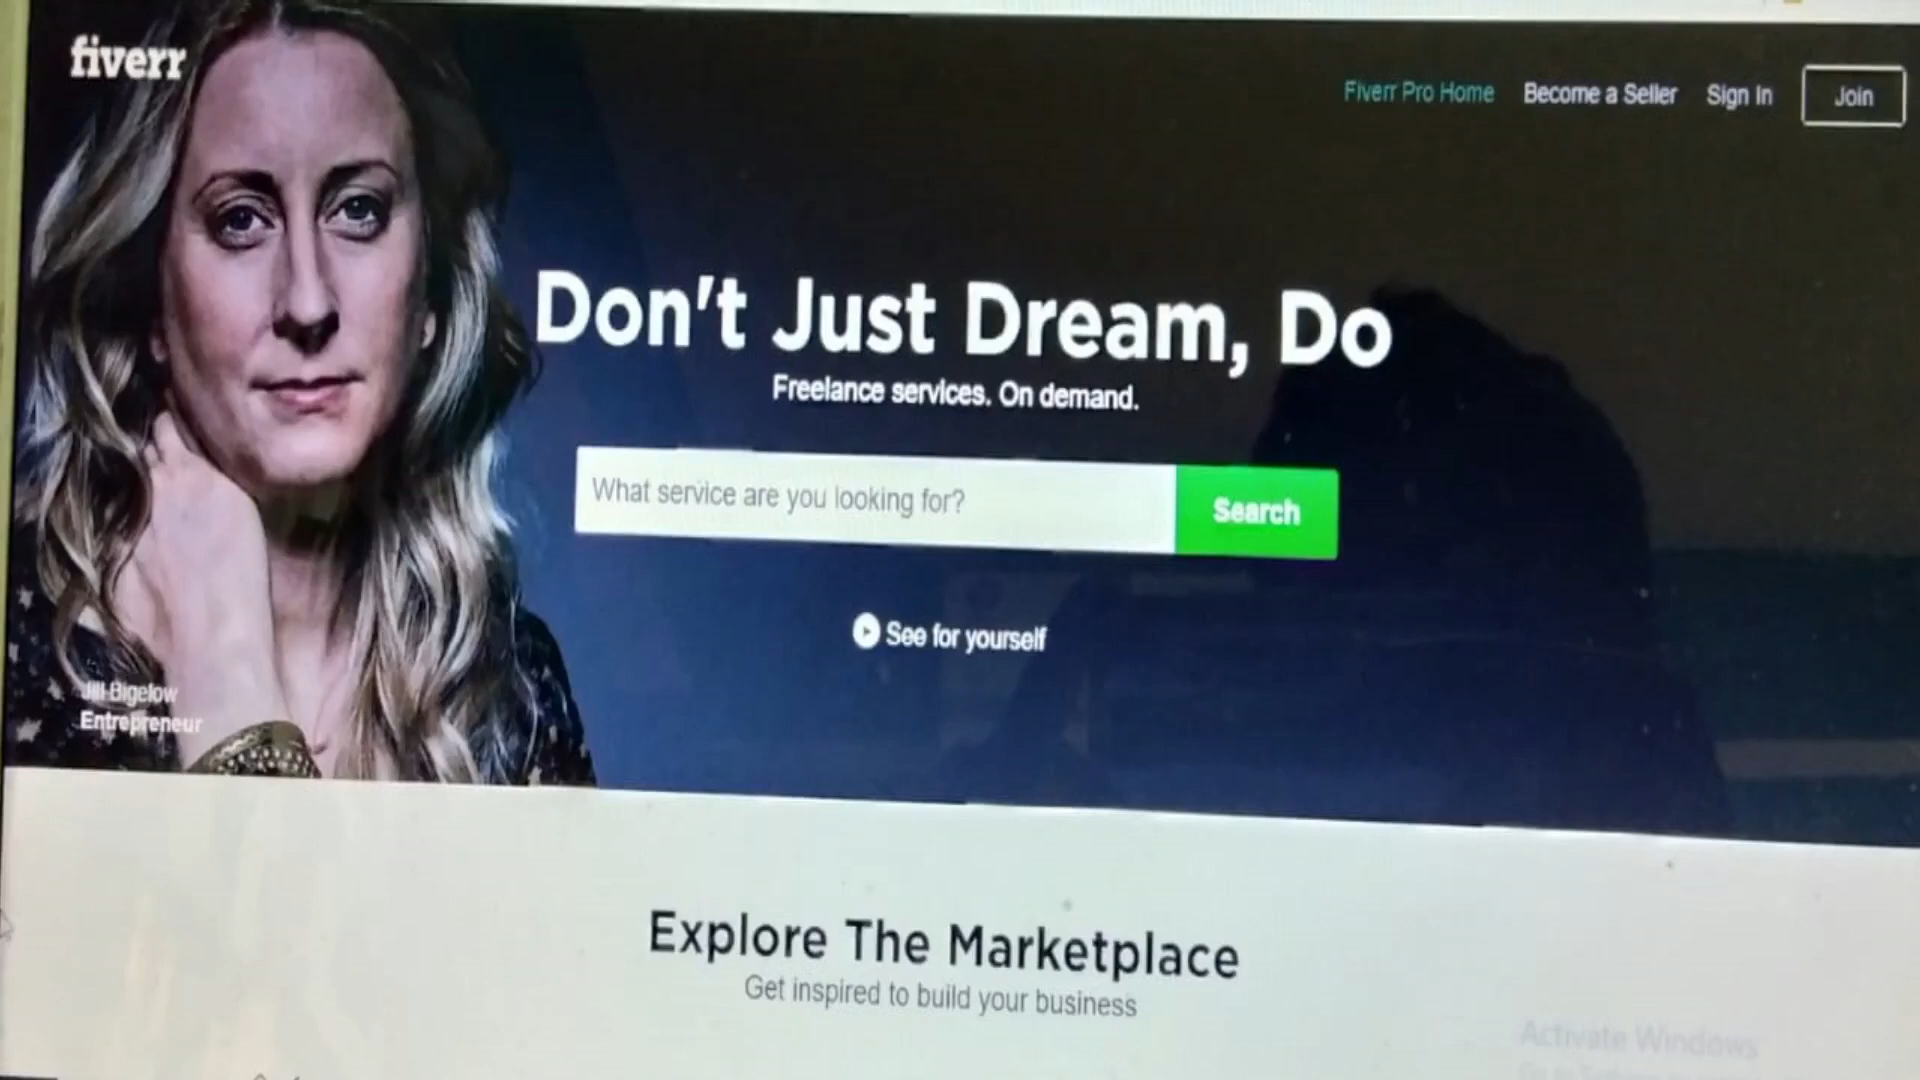 fiverr
Fiverr Pro Home
Become a Seller
Sign In
Join
Don't Just Dream, Do
Freelance services. On demand.
What service are you looking for?
Search
See for yourself
Jill Bigelow
Entrepreneur
Explore The Marketplace
Get inspired to build your business
Activate Windows